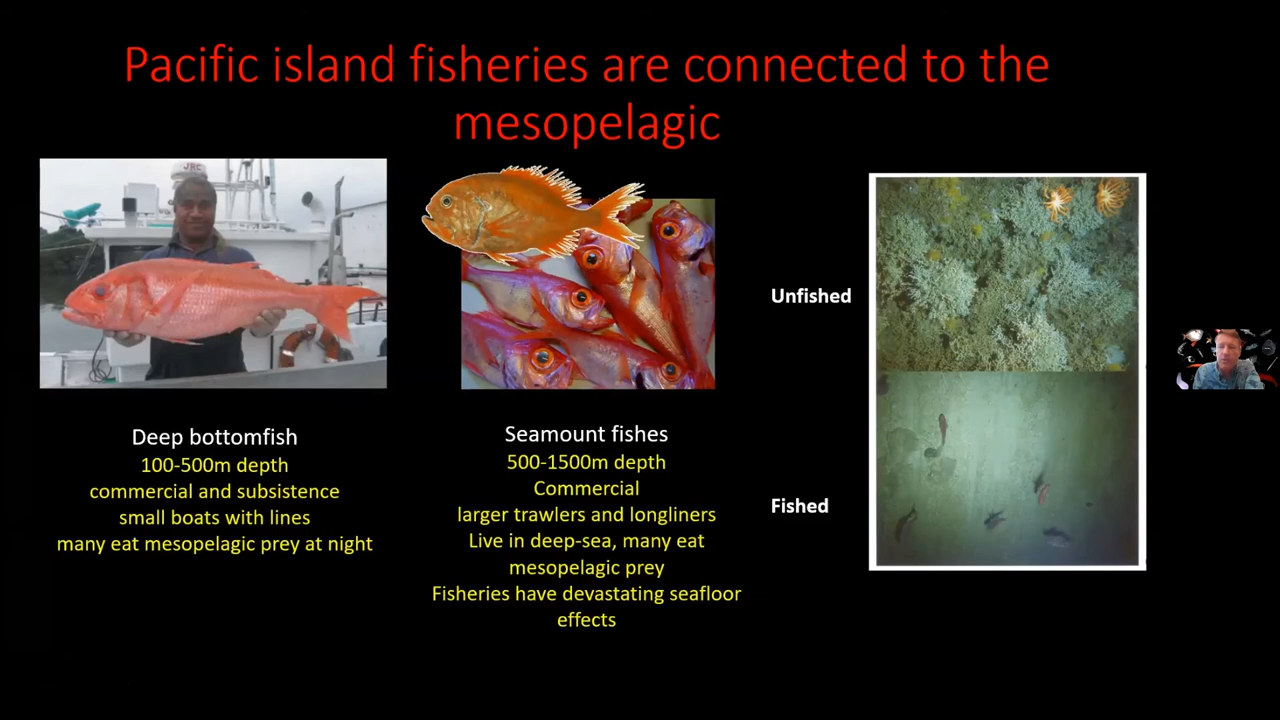 Pacific island fisheries are connected to the
mesopelagic
JRC
Deep bottomfish
100-500m depth
commercial and subsistence
small boats with lines
many eat mesopelagic prey at night
Seamount fishes
500-1500m depth
Commercial
larger trawlers and longliners
Live in deep-sea, many eat
mesopelagic prey
Fisheries have devastating seafloor
effects
Unfished
Fished